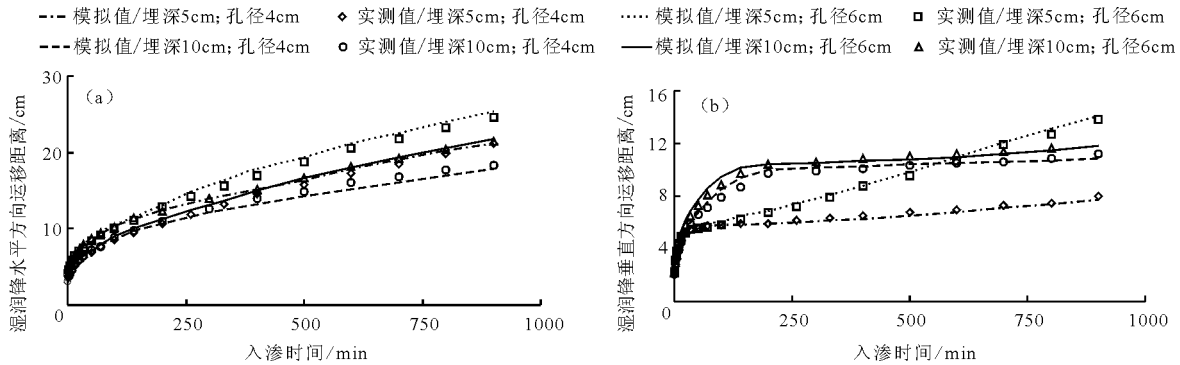 模拟值/埋深5cm; 孔径4cm 实测值/埋深5cm; 孔径4cm 模拟值/埋深5cm; 孔径6cm 实测值/埋深5cm; 孔径6cm
模拟值/埋深10cm; 孔径4cm 实测值/埋深10cm; 孔径4cm 模拟值/埋深10cm; 孔径6cm 实测值/埋深10cm; 孔径6cm
湿润锋水平方向运移距离/cm
30
20
10
0
(a)
0 250 500 750 1000
入渗时间/min
湿润锋垂直方向运移距离/cm
16
12
8
4
0
(b)
250 500 750 1000
入渗时间/min